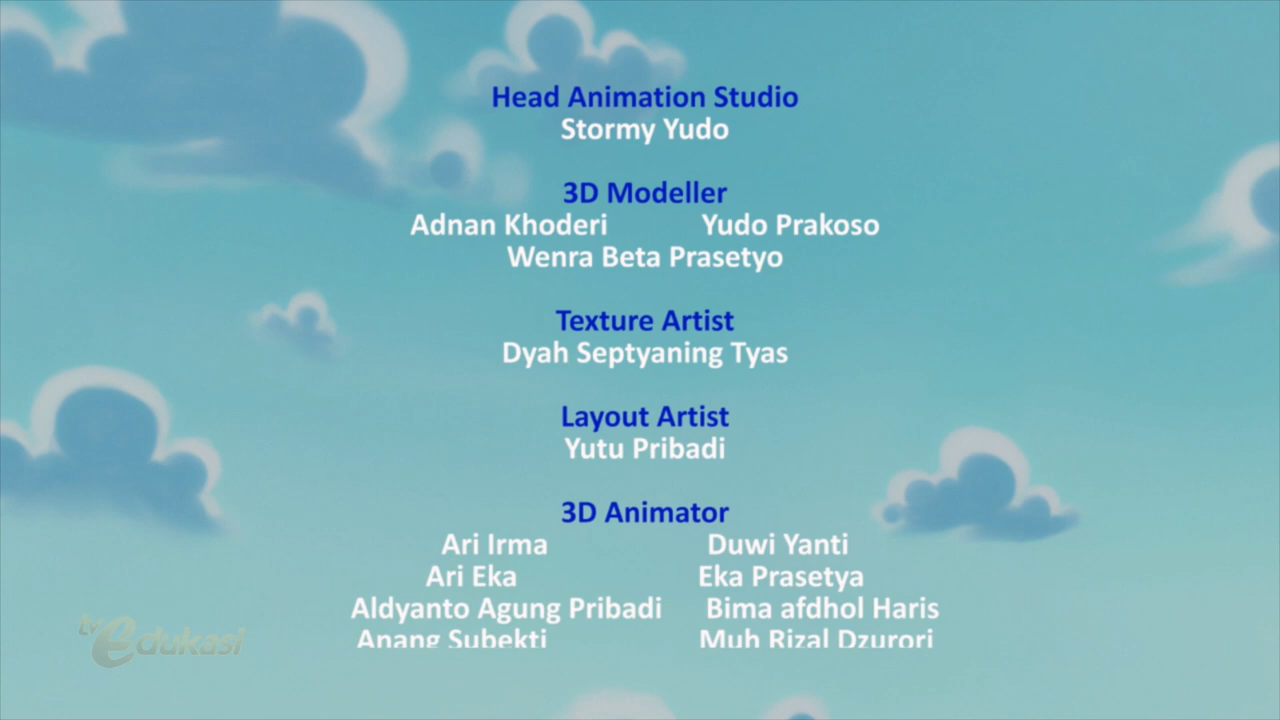 Head Animation Studio
Stormy Yudo
3D Modeller
Adnan Khoderi Yudo Prakoso
Wenra Beta Prasetyo
Texture Artist
Dyah Septyaning Tyas
Layout Artist
Yutu Pribadi
3D Animator
Ari Irma Duwi Yanti
Ari Eka Eka Prasetya
Aldyanto Agung Pribadi Bima afdhol Haris
Anang Subekti Muh Rizal Dzurori
tv edukasi